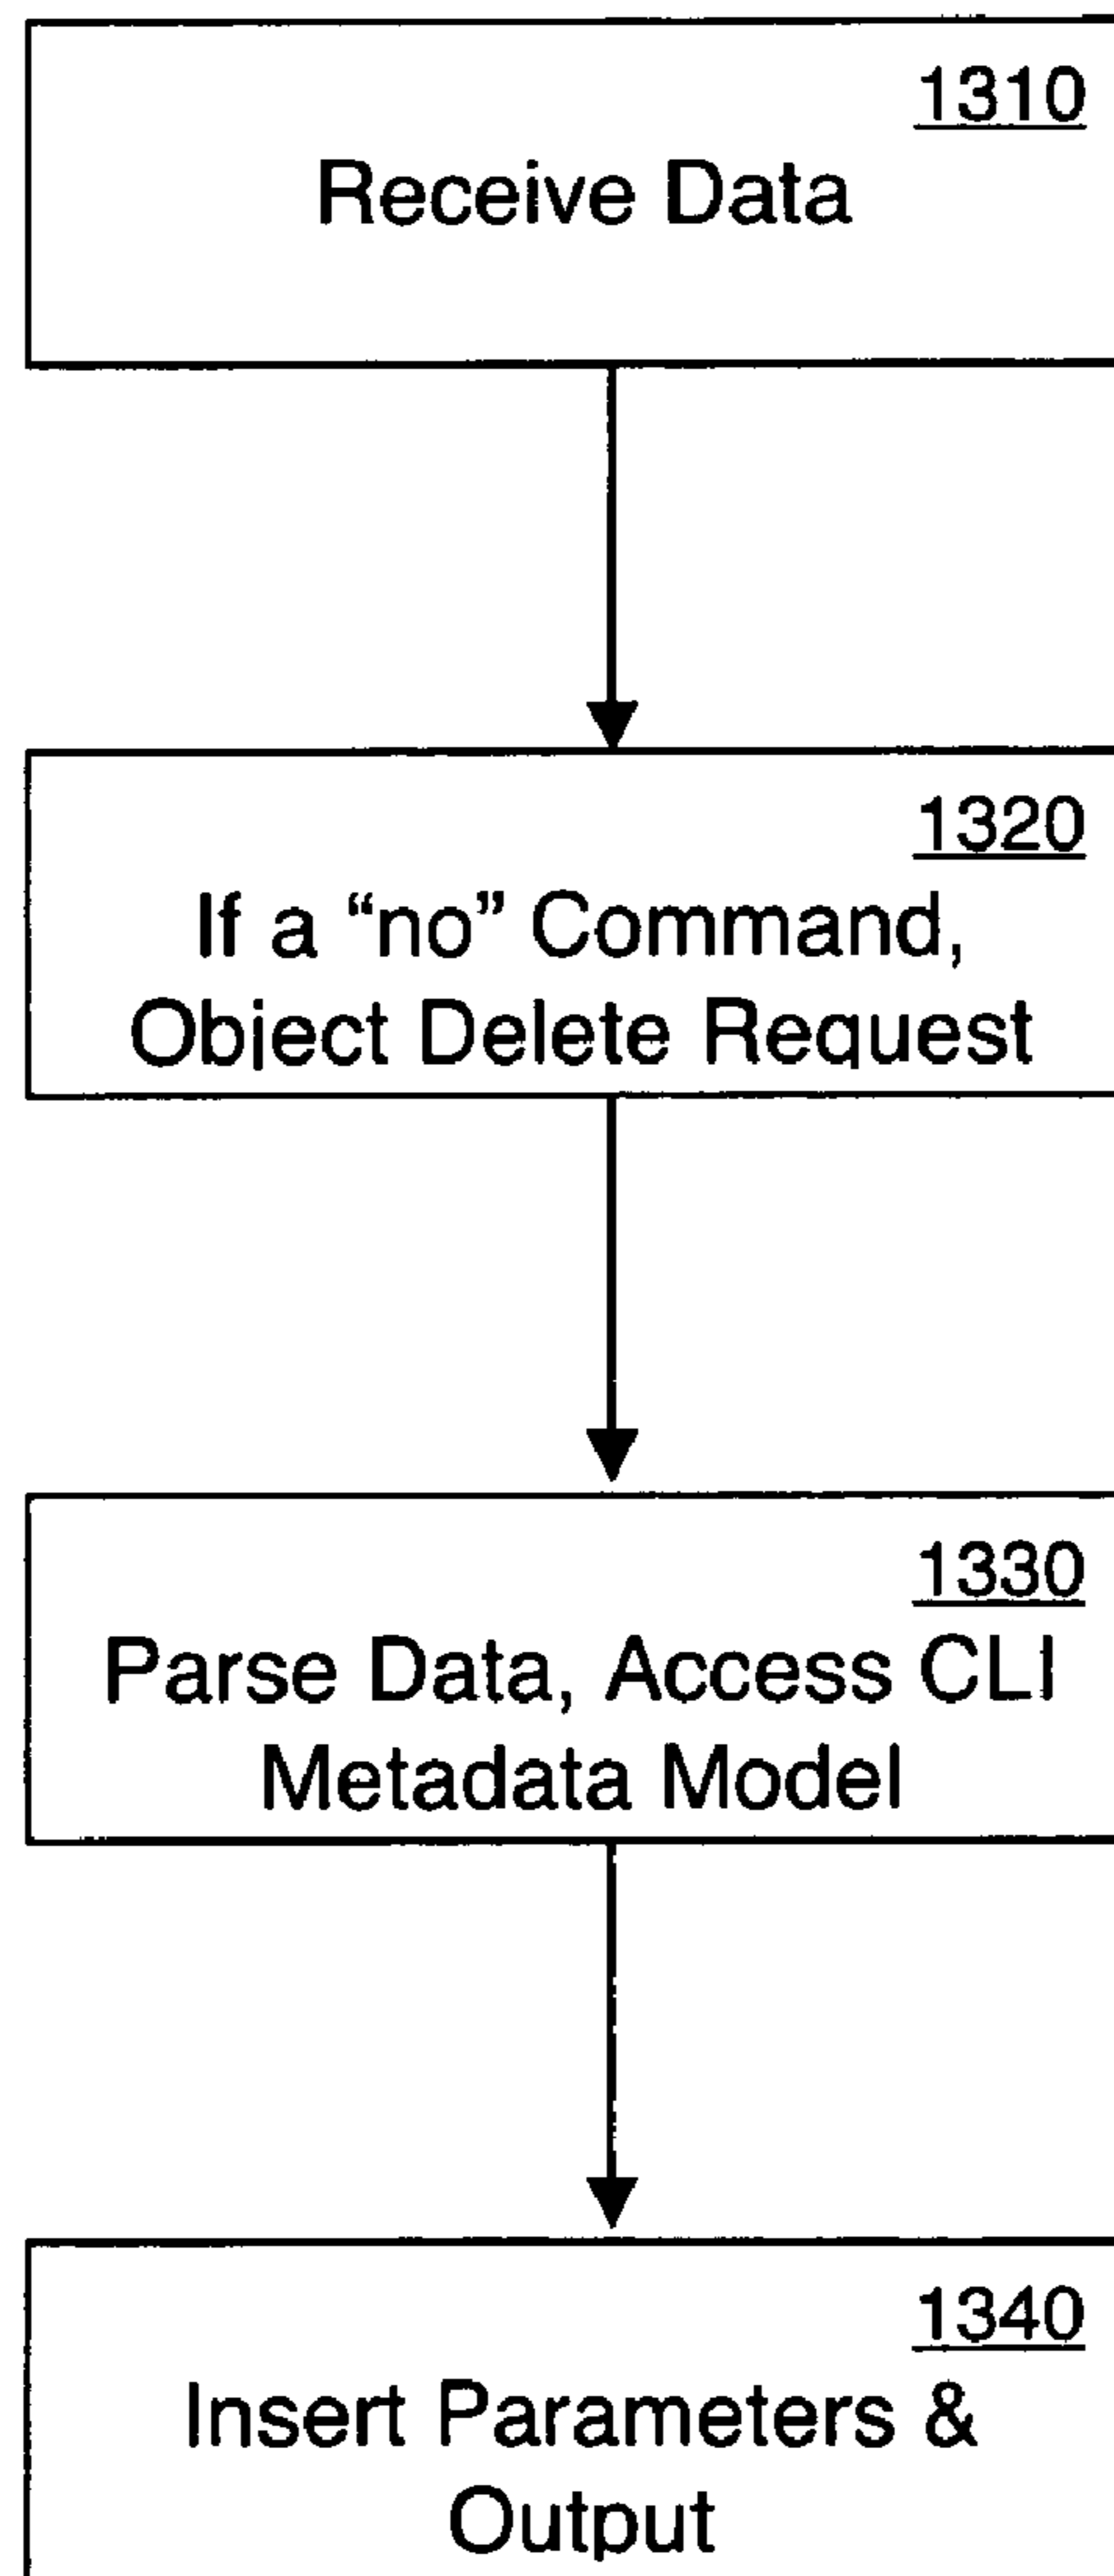 1310
Receive Data
1320
If a “no” Command,
Object Delete Request
1330
Parse Data, Access CLI
Metadata Model
1340
Insert Parameters &
Output